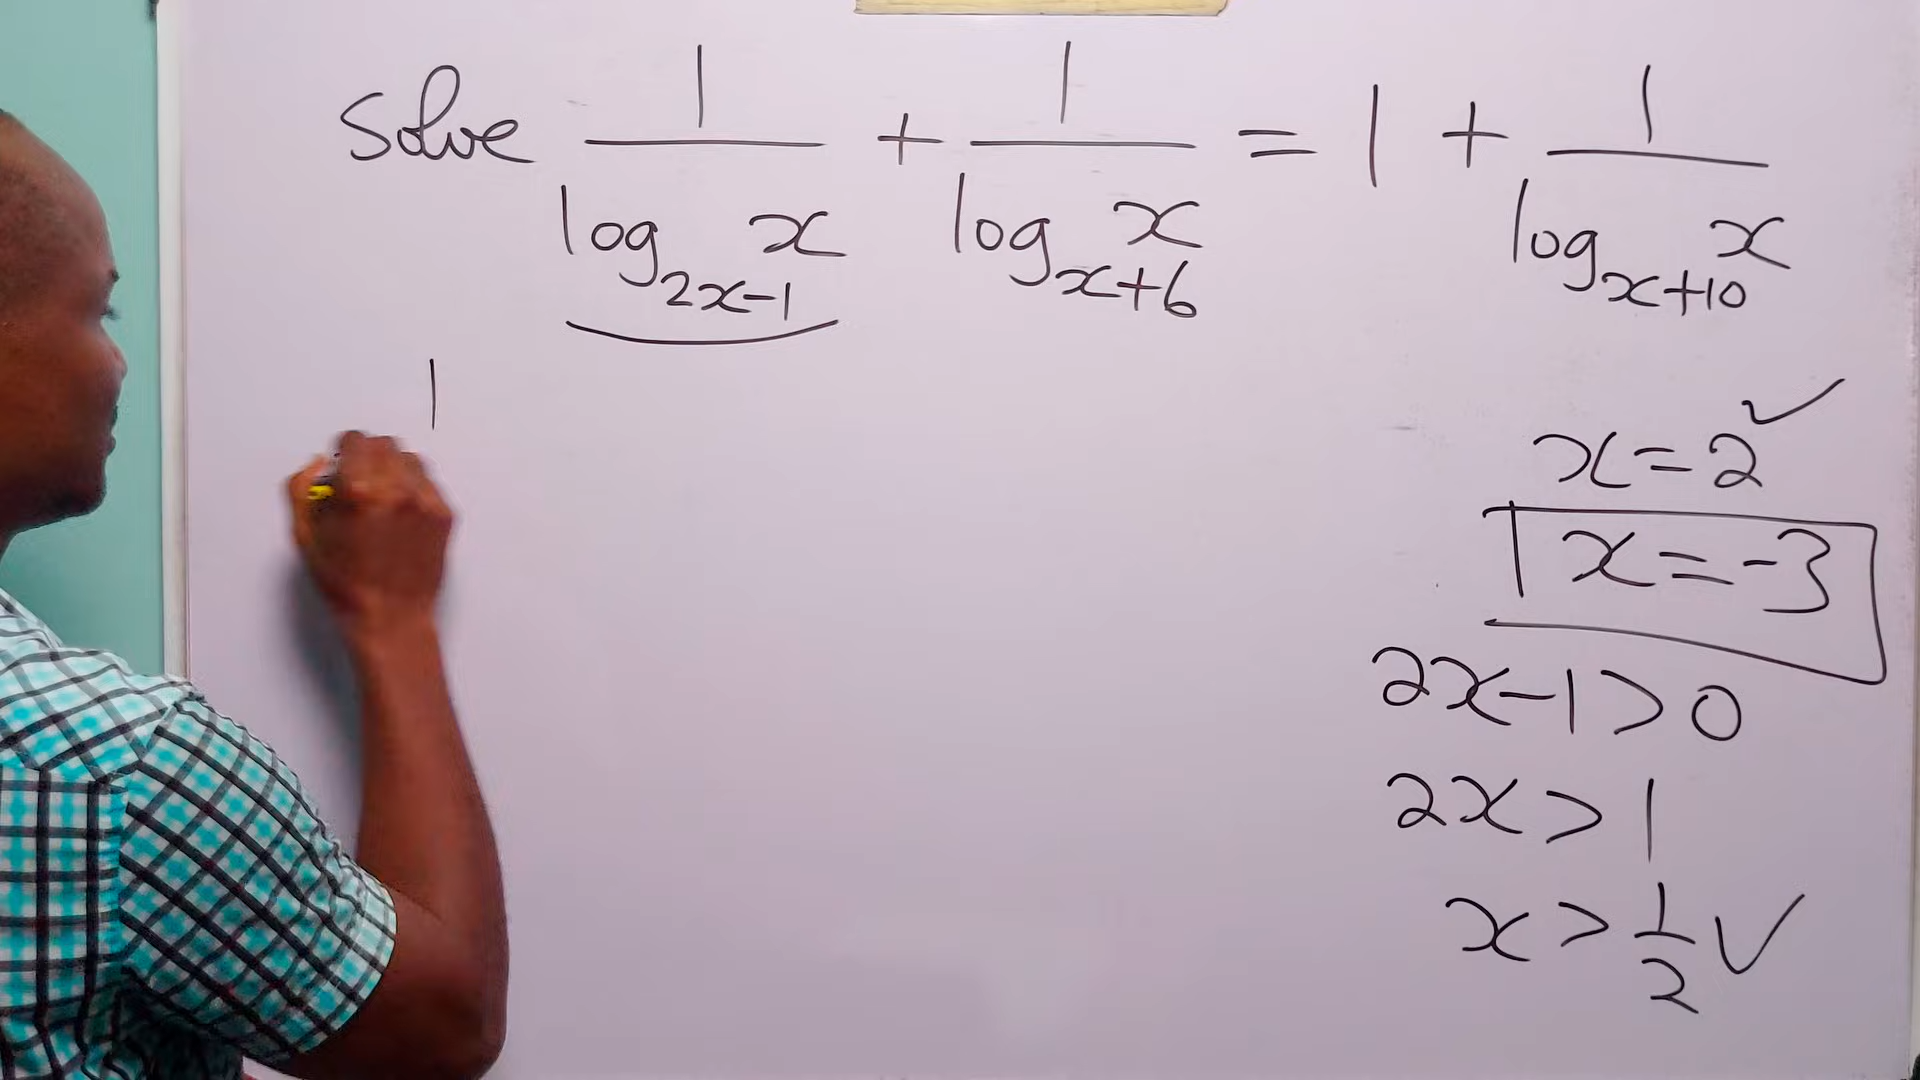 Solve 1/log_{2x-1} x + 1/log_{x+6} x = 1 + 1/log_{x+10} x
1
x=2 ✓
x=-3
2x-1>0
2x>1
x>1/2 ✓